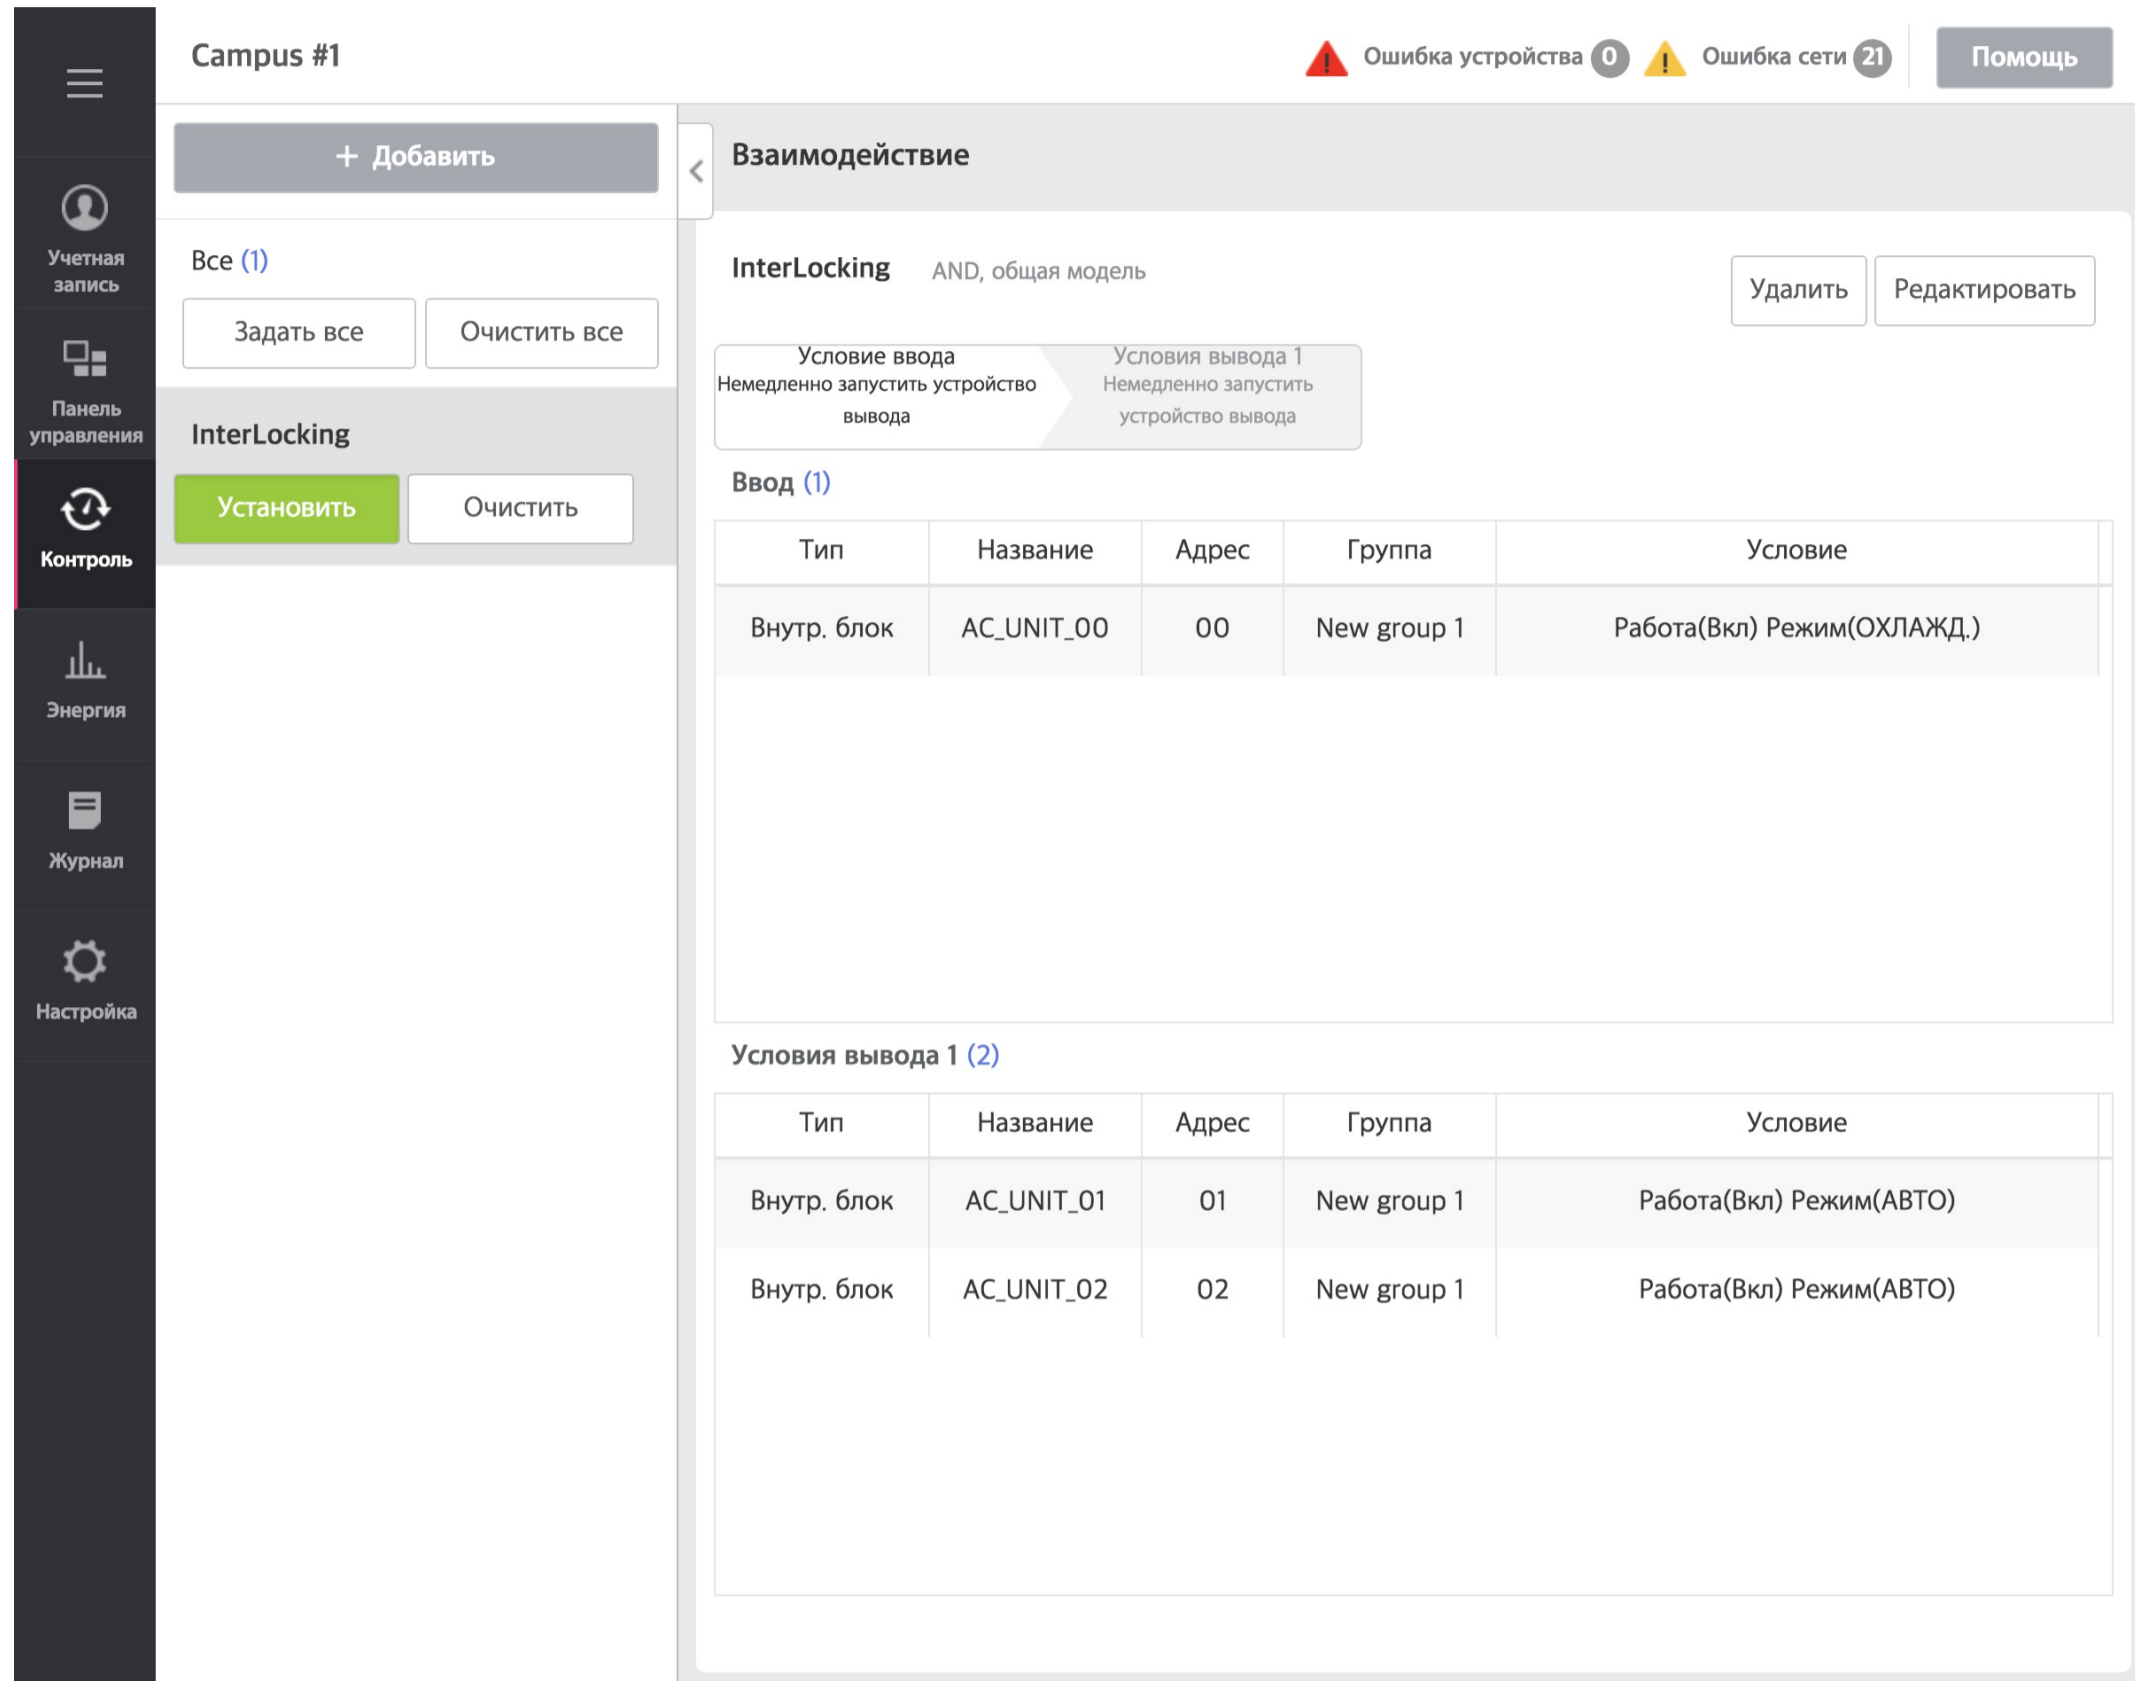 Campus #1
Ошибка устройства 0
Ошибка сети 21
Помощь
Учетная
запись
Панель
управления
Контроль
Энергия
Журнал
Настройка
+ Добавить
Все (1)
Задать все
Очистить все
InterLocking
Установить
Очистить
Взаимодействие
InterLocking AND, общая модель
Удалить
Редактировать
Условие ввода
Немедленно запустить устройство
вывода
Условия вывода 1
Немедленно запустить
устройство вывода
Ввод (1)
Тип Название Адрес Группа Условие
Внутр. блок AC_UNIT_00 00 New group 1 Работа(Вкл) Режим(ОХЛАЖД.)
Условия вывода 1 (2)
Тип Название Адрес Группа Условие
Внутр. блок AC_UNIT_01 01 New group 1 Работа(Вкл) Режим(АВТО)
Внутр. блок AC_UNIT_02 02 New group 1 Работа(Вкл) Режим(АВТО)